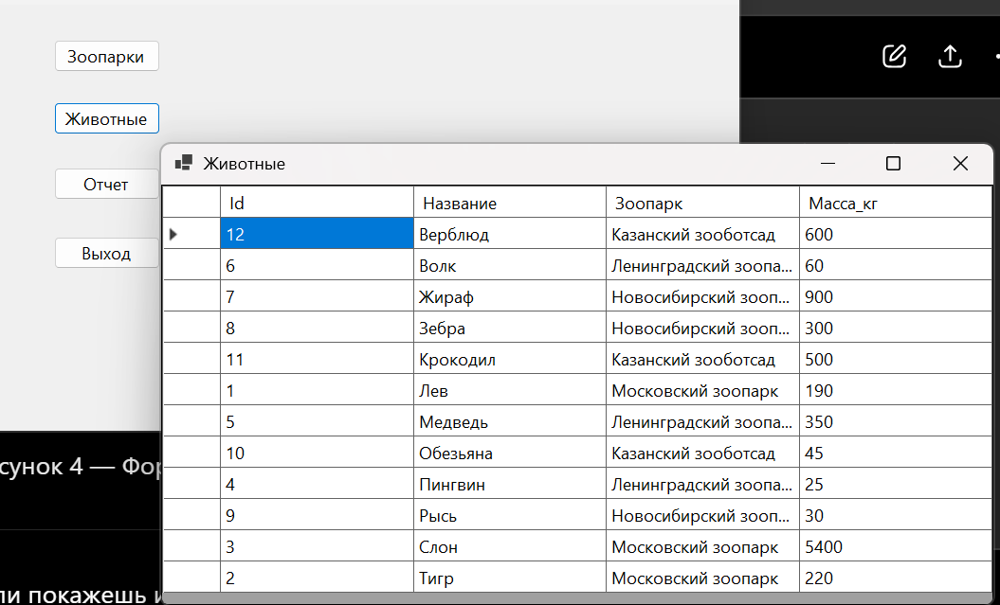 Зоопарки
Животные
Отчет
Выход
Животные
Id Название Зоопарк Масса_кг
12 Верблюд Казанский зооботсад 600
6 Волк Ленинградский зоопа... 60
7 Жираф Новосибирский зооп... 900
8 Зебра Новосибирский зооп... 300
11 Крокодил Казанский зооботсад 500
1 Лев Московский зоопарк 190
5 Медведь Ленинградский зоопа... 350
10 Обезьяна Казанский зооботсад 45
4 Пингвин Ленинградский зоопа... 25
9 Рысь Новосибирский зооп... 30
3 Слон Московский зоопарк 5400
2 Тигр Московский зоопарк 220
сунок 4 — Фор
ли покажешь и